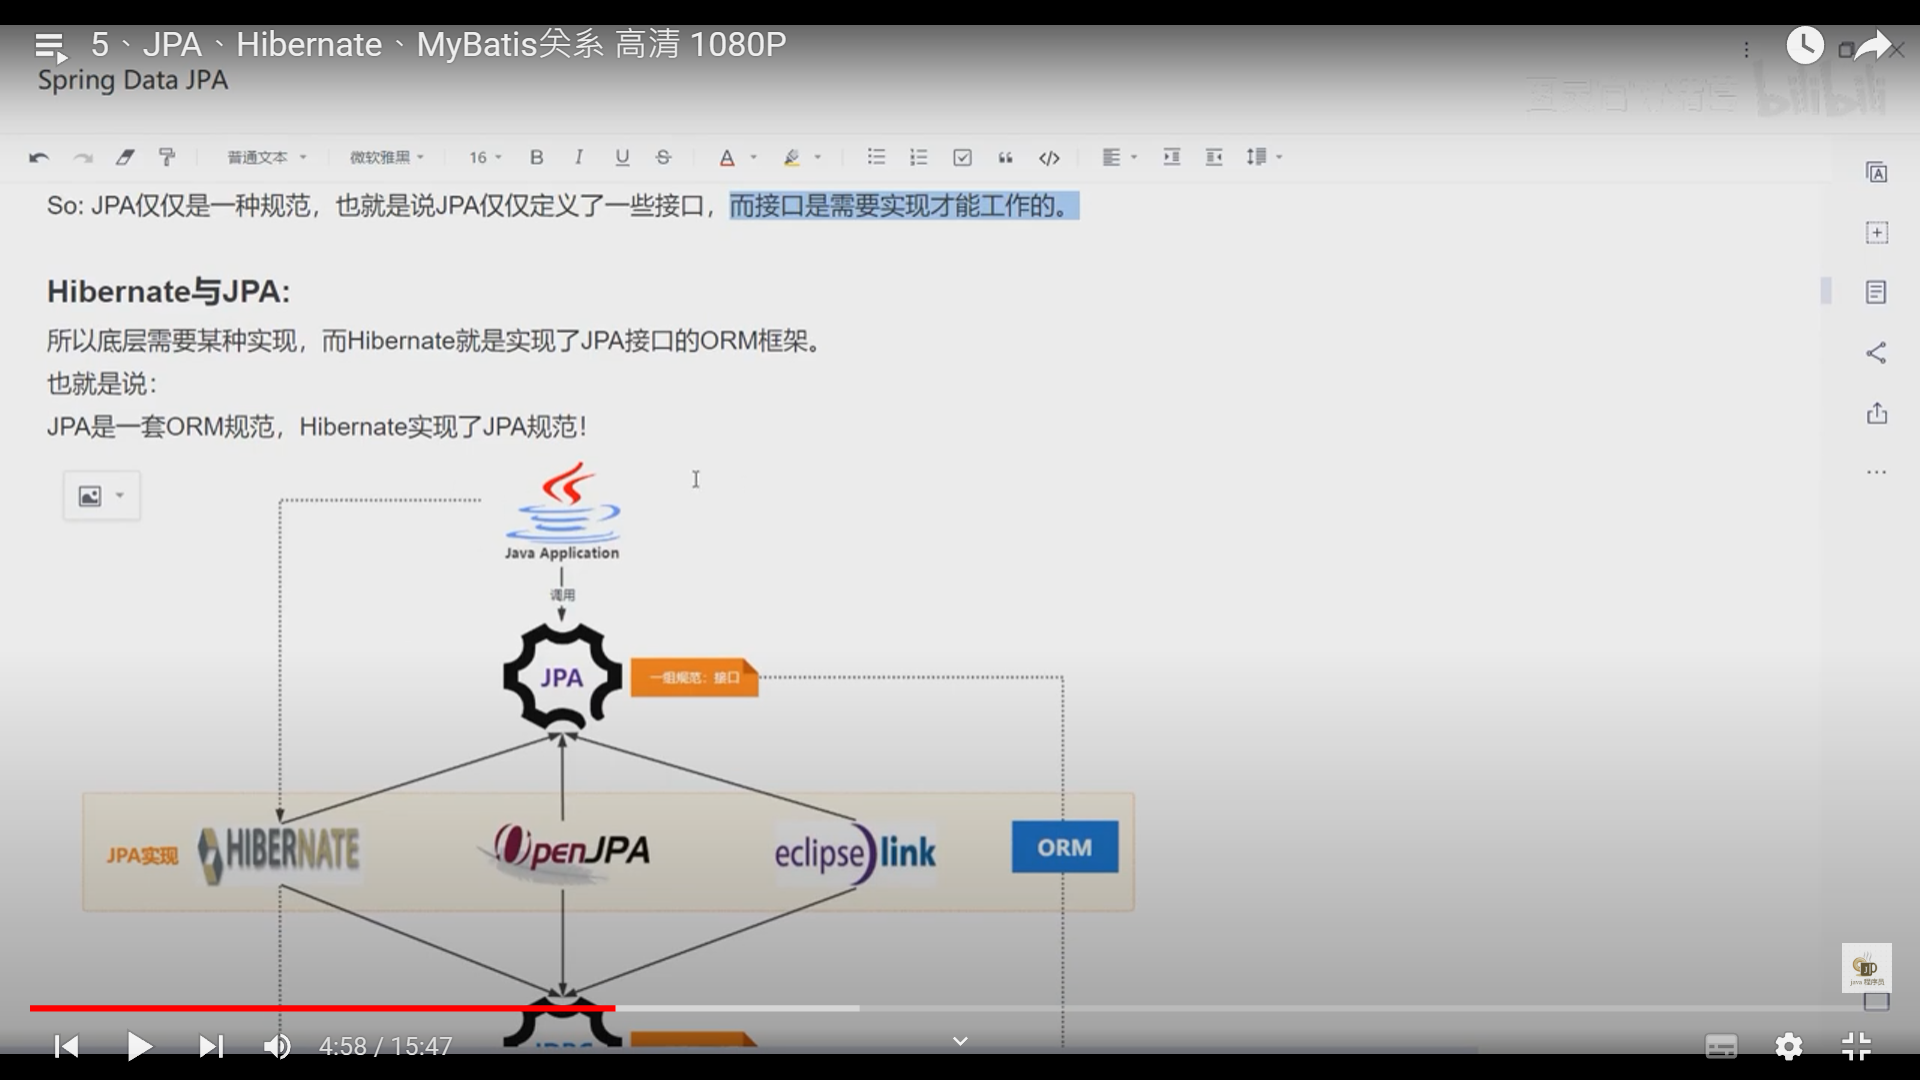 5、JPA、Hibernate、MyBatis关系 高清 1080P
Spring Data JPA
bilibili
普通文本
微软雅黑
16
B I U S A
So: JPA仅仅是一种规范，也就是说JPA仅仅定义了一些接口，而接口是需要实现才能工作的。
Hibernate与JPA:
所以底层需要某种实现，而Hibernate就是实现了JPA接口的ORM框架。
也就是说：
JPA是一套ORM规范，Hibernate实现了JPA规范！
Java Application
调用
JPA
一组规范：接口
JPA实现
HIBERNATE
OpenJPA
eclipse link
ORM
java 程序员
4:58 / 15:47